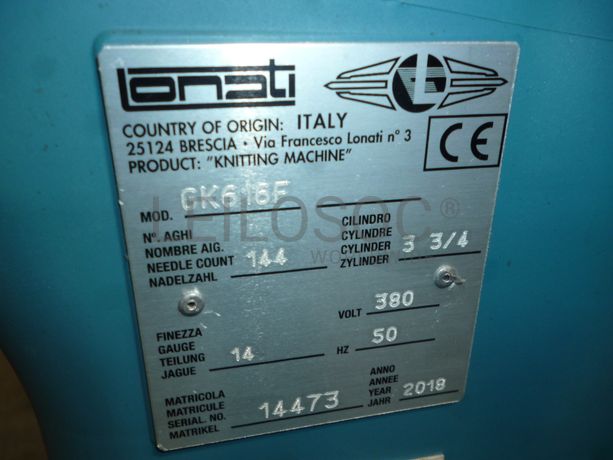 Lonati
COUNTRY OF ORIGIN: ITALY
25124 BRESCIA • Via Francesco Lonati n° 3
PRODUCT: "KNITTING MACHINE"
CE
MOD. GK616F
LEILOSOC®
N° AGHI
NOMBRE AIG.
NEEDLE COUNT 144
NADELZAHL
CILINDRO
CYLINDRE
CYLINDER 3 3/4
ZYLINDER
VOLT 380
FINEZZA
GAUGE
TEILUNG 14
JAUGE
HZ 50
MATRICOLA
MATRICULE
SERIAL. NO. 14473
MATRIKEL
ANNO
ANNEE
YEAR 2018
JAHR